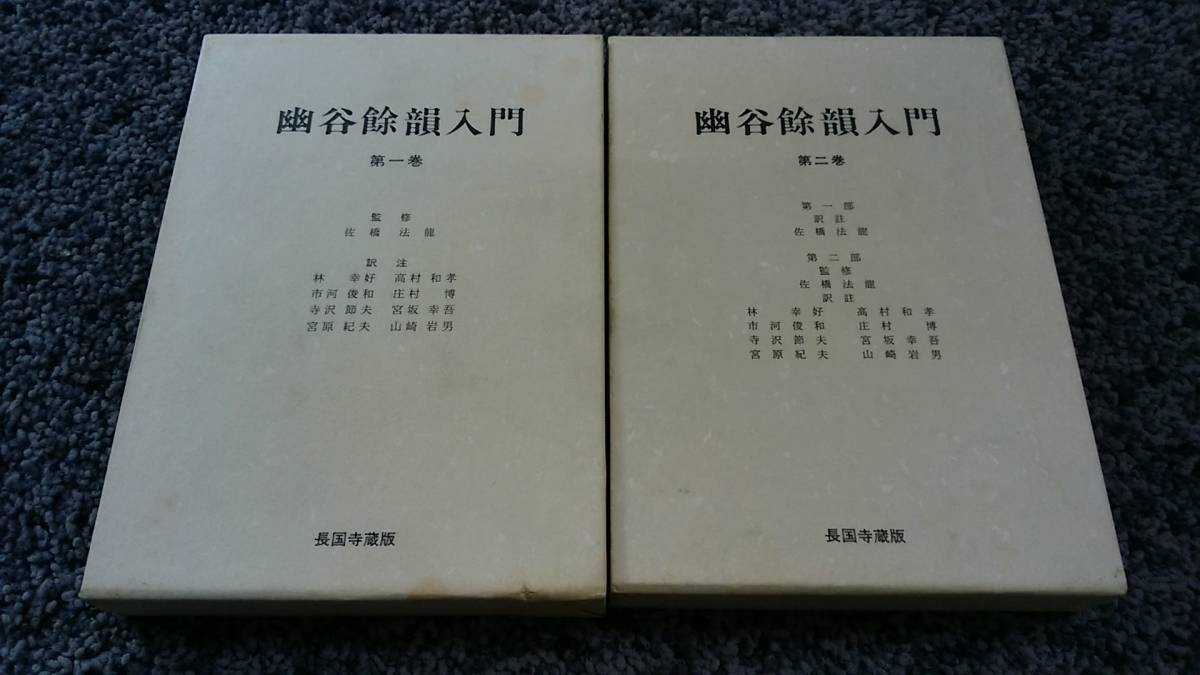 幽谷餘韻入門
第一巻
監修
佐橋法龍
訳注
林 幸好 高村和孝
市河俊和 庄村 博
寺沢節夫 宮坂幸吾
宮原紀夫 山崎岩男
長国寺蔵版
幽谷餘韻入門
第二巻
第一部
訳註
佐橋法龍
第二部
監修
佐橋法龍
訳註
林 幸好 高村和孝
市河俊和 庄村 博
寺沢節夫 宮坂幸吾
宮原紀夫 山崎岩男
長国寺蔵版